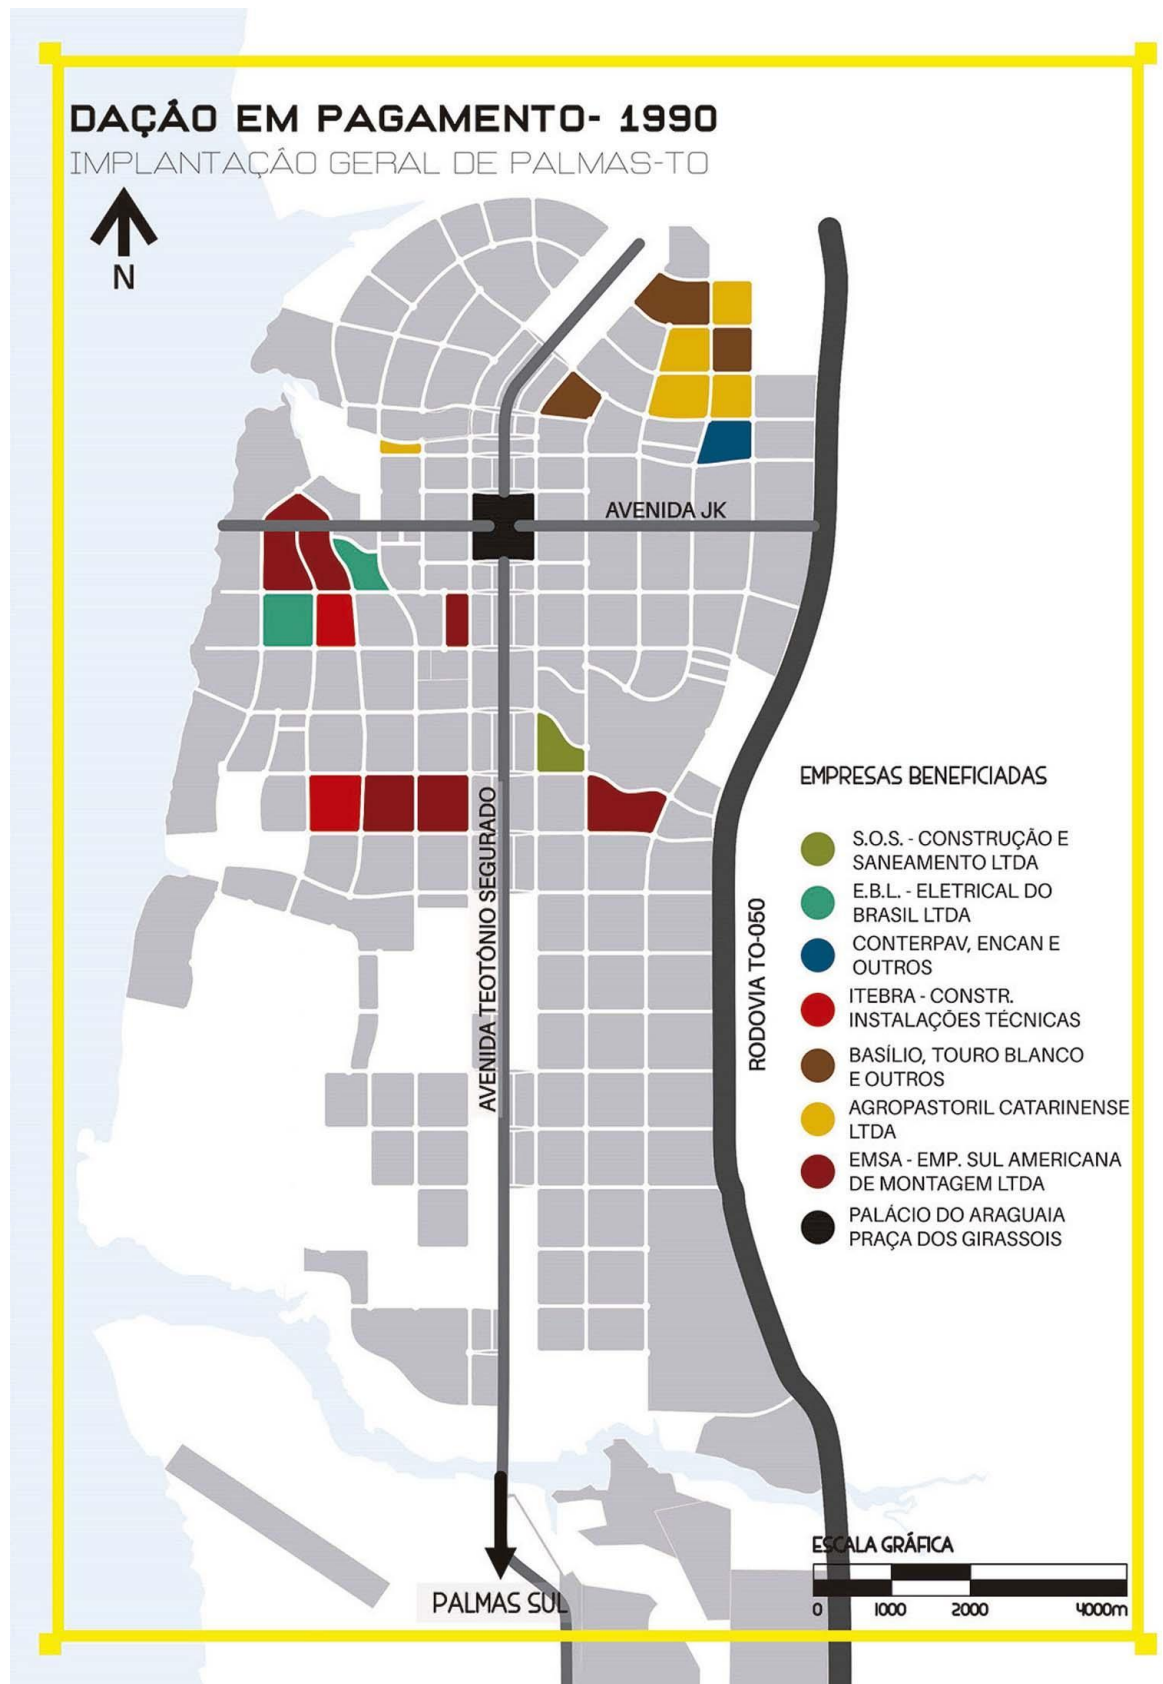 DAÇÃO EM PAGAMENTO- 1990
IMPLANTAÇÃO GERAL DE PALMAS-TO
N
AVENIDA JK
AVENIDA TEOTÔNIO SEGURADO
RODOVIA TO-050
EMPRESAS BENEFICIADAS
S.O.S. - CONSTRUÇÃO E
SANEAMENTO LTDA
E.B.L. - ELETRICAL DO
BRASIL LTDA
CONTERPAV, ENCAN E
OUTROS
ITEBRA - CONSTR.
INSTALAÇÕES TÉCNICAS
BASÍLIO, TOURO BLANCO
E OUTROS
AGROPASTORIL CATARINENSE
LTDA
EMSA - EMP. SUL AMERICANA
DE MONTAGEM LTDA
PALÁCIO DO ARAGUAIA
PRAÇA DOS GIRASSOIS
ESCALA GRÁFICA
0 1000 2000 4000m
PALMAS SUL